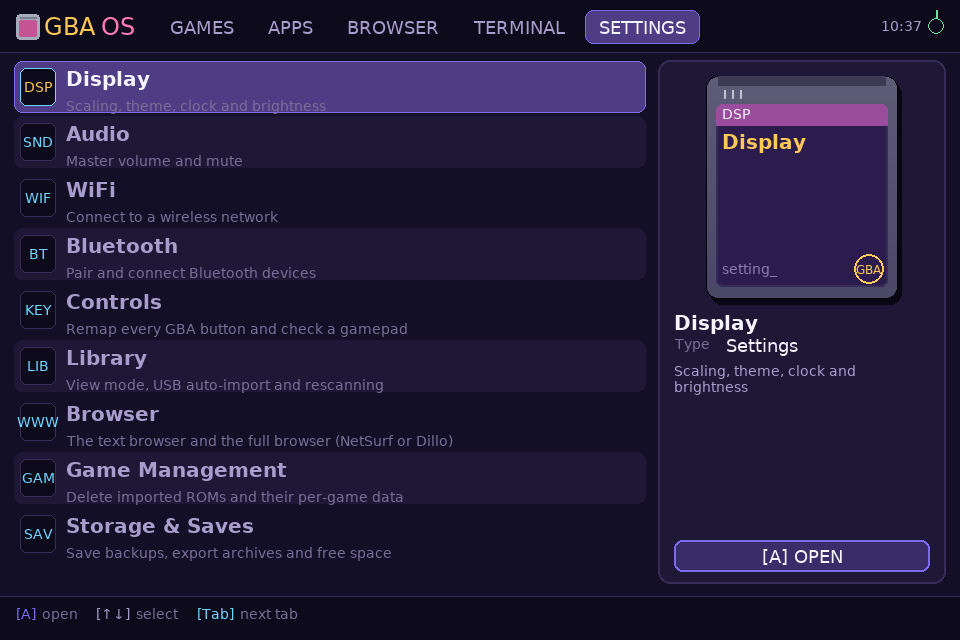 GBA OS GAMES APPS BROWSER TERMINAL SETTINGS 10:37
DSP Display
Scaling, theme, clock and brightness
SND Audio
Master volume and mute
WIF WiFi
Connect to a wireless network
BT Bluetooth
Pair and connect Bluetooth devices
KEY Controls
Remap every GBA button and check a gamepad
LIB Library
View mode, USB auto-import and rescanning
WWW Browser
The text browser and the full browser (NetSurf or Dillo)
GAM Game Management
Delete imported ROMs and their per-game data
SAV Storage & Saves
Save backups, export archives and free space
DSP
Display
setting_ GBA
Display
Type Settings
Scaling, theme, clock and
brightness
[A] OPEN
[A] open [↑↓] select [Tab] next tab